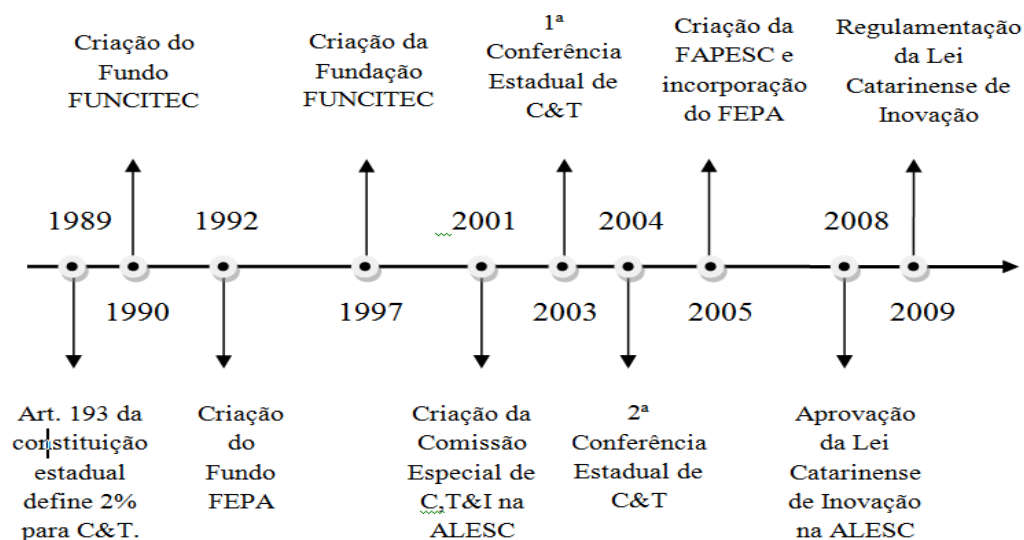 Criação do
Fundo
FUNCITEC
Criação da
Fundação
FUNCITEC
1ª
Conferência
Estadual de
C&T
Criação da
FAPESC e
incorporação
do FEPA
Regulamentação
da Lei
Catarinense de
Inovação
1989
1992
2001
2004
2008
1990
1997
2003
2005
2009
Art. 193 da
constituição
estadual
define 2%
para C&T.
Criação
do
Fundo
FEPA
Criação da
Comissão
Especial de
C,T&I na
ALESC
2ª
Conferência
Estadual de
C&T
Aprovação
da Lei
Catarinense
de Inovação
na ALESC